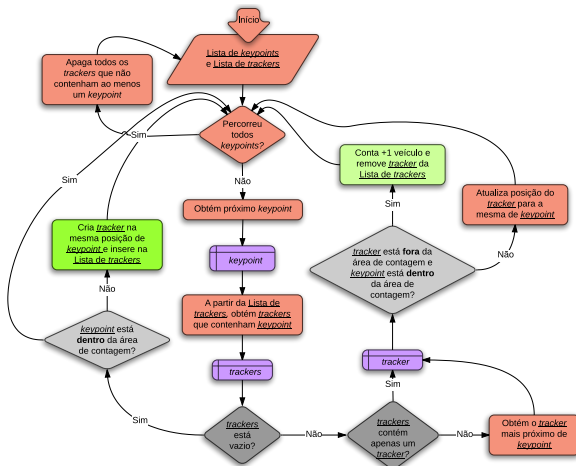 Início
Lista de keypoints
e Lista de trackers
Apaga todos os
trackers que não
contenham ao menos
um keypoint
Sim
Percorreu
todos
keypoints?
Não
Obtém próximo keypoint
keypoint
A partir da Lista de
trackers, obtém trackers
que contenham keypoint
trackers
trackers
está
vazio?
Sim
keypoint está
dentro da área
de contagem?
Sim
Não
Cria tracker na
mesma posição de
keypoint e insere na
Lista de trackers
Não
trackers
contém
apenas um
tracker?
Não
Obtém o tracker
mais próximo de
keypoint
Sim
tracker
tracker está fora da
área de contagem e
keypoint está dentro
da área de
contagem?
Sim
Conta +1 veículo e
remove tracker da
Lista de trackers
Não
Atualiza posição do
tracker para a
mesma de keypoint